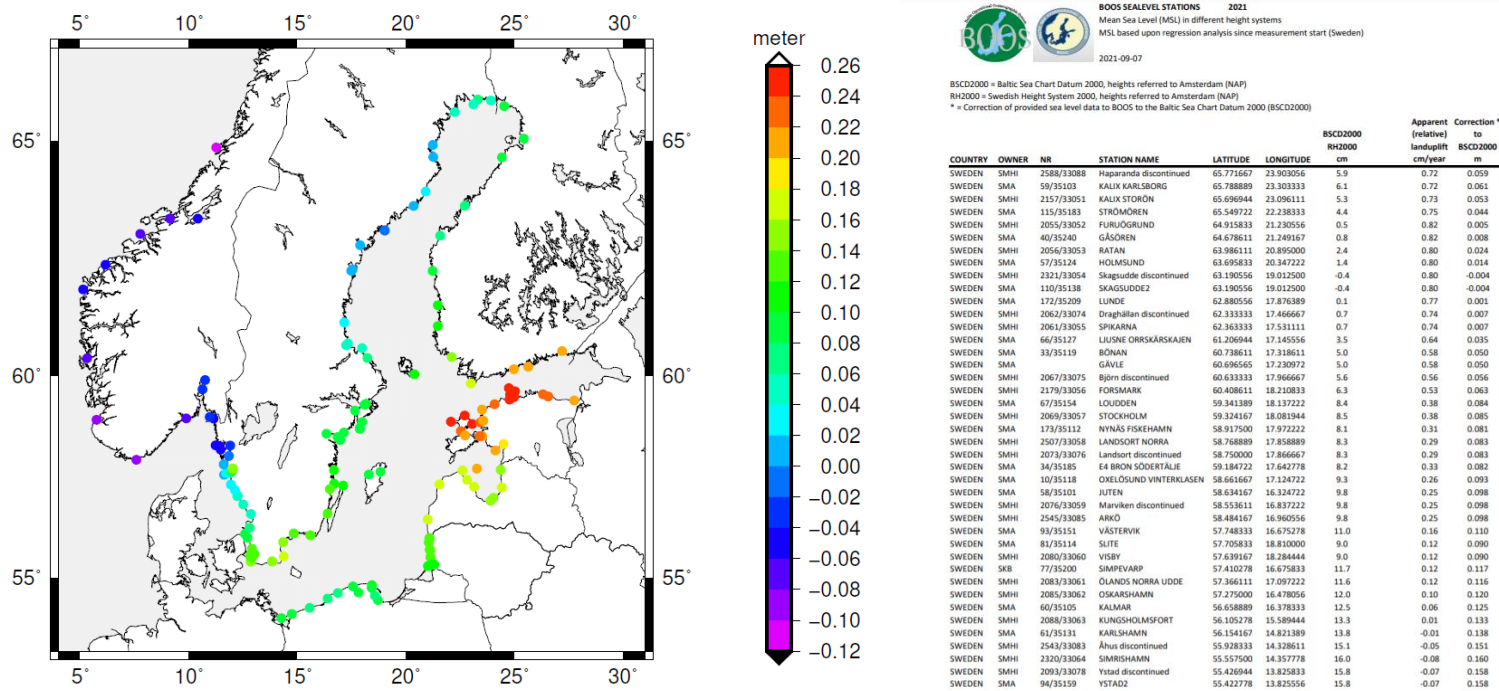 5° 10° 15° 20° 25° 30°
65°
60°
55°
65°
60°
55°
5° 10° 15° 20° 25° 30°
meter
0.26
0.24
0.22
0.20
0.18
0.16
0.14
0.12
0.10
0.08
0.06
0.04
0.02
0.00
−0.02
−0.04
−0.06
−0.08
−0.10
−0.12
BOOS
BOOS SEALEVEL STATIONS 2021
Mean Sea Level (MSL) in different height systems
MSL based upon regression analysis since measurement start (Sweden)
2021-09-07
BSCD2000 = Baltic Sea Chart Datum 2000, heights referred to Amsterdam (NAP)
RH2000 = Swedish Height System 2000, heights referred to Amsterdam (NAP)
* = Correction of provided sea level data to BOOS to the Baltic Sea Chart Datum 2000 (BSCD2000)
Apparent Correction *
BSCD2000 (relative) to
RH2000 landuplift BSCD2000
COUNTRY OWNER NR STATION NAME LATITUDE LONGITUDE cm cm/year m
SWEDEN SMHI 2588/33088 Haparanda discontinued 65.771667 23.903056 5.9 0.72 0.059
SWEDEN SMA 59/35103 KALIX KARLSBORG 65.788889 23.303333 6.1 0.72 0.061
SWEDEN SMHI 2157/33051 KALIX STORÖN 65.696944 23.096111 5.3 0.73 0.053
SWEDEN SMA 115/35183 STRÖMÖREN 65.549722 22.238333 4.4 0.75 0.044
SWEDEN SMHI 2055/33052 FURUÖGRUND 64.915833 21.230556 0.5 0.82 0.005
SWEDEN SMA 40/35240 GÅSÖREN 64.678611 21.249167 0.8 0.82 0.008
SWEDEN SMHI 2056/33053 RATAN 63.986111 20.895000 2.4 0.80 0.024
SWEDEN SMA 57/35124 HOLMSUND 63.695833 20.347222 1.4 0.80 0.014
SWEDEN SMHI 2321/33054 Skagsudde discontinued 63.190556 19.012500 -0.4 0.80 -0.004
SWEDEN SMA 110/35138 SKAGSUDDE2 63.190556 19.012500 -0.4 0.80 -0.004
SWEDEN SMA 172/35209 LUNDE 62.880556 17.876389 0.1 0.77 0.001
SWEDEN SMHI 2062/33074 Draghällan discontinued 62.333333 17.466667 0.7 0.74 0.007
SWEDEN SMHI 2061/33055 SPIKARNA 62.363333 17.531111 0.7 0.74 0.007
SWEDEN SMA 66/35127 LJUSNE ORRSKÄRSKAJEN 61.206944 17.145556 3.5 0.64 0.035
SWEDEN SMA 33/35119 BÖNAN 60.738611 17.318611 5.0 0.58 0.050
SWEDEN SMA GÄVLE 60.696565 17.230972 5.0 0.58 0.050
SWEDEN SMHI 2067/33075 Björn discontinued 60.633333 17.966667 5.6 0.56 0.056
SWEDEN SMHI 2179/33056 FORSMARK 60.408611 18.210833 6.3 0.53 0.063
SWEDEN SMA 67/35154 LOUDDEN 59.341389 18.137222 8.4 0.38 0.084
SWEDEN SMHI 2069/33057 STOCKHOLM 59.324167 18.081944 8.5 0.38 0.085
SWEDEN SMA 173/35112 NYNÄS FISKEHAMN 58.917500 17.972222 8.1 0.31 0.081
SWEDEN SMHI 2507/33058 LANDSORT NORRA 58.768889 17.858889 8.3 0.29 0.083
SWEDEN SMHI 2073/33076 Landsort discontinued 58.750000 17.866667 8.3 0.29 0.083
SWEDEN SMA 34/35185 E4 BRON SÖDERTÄLJE 59.184722 17.642778 8.2 0.33 0.082
SWEDEN SMA 10/35118 OXELÖSUND VINTERKLASEN 58.661667 17.124722 9.3 0.26 0.093
SWEDEN SMA 58/35101 JUTEN 58.634167 16.324722 9.8 0.25 0.098
SWEDEN SMHI 2076/33059 Marviken discontinued 58.553611 16.837222 9.8 0.25 0.098
SWEDEN SMHI 2545/33085 ARKÖ 58.484167 16.960556 9.8 0.25 0.098
SWEDEN SMA 93/35151 VÄSTERVIK 57.748333 16.675278 11.0 0.16 0.110
SWEDEN SMA 81/35114 SLITE 57.705833 18.810000 9.0 0.12 0.090
SWEDEN SMHI 2080/33060 VISBY 57.639167 18.284444 9.0 0.12 0.090
SWEDEN SKB 77/35200 SIMPEVARP 57.410278 16.675833 11.7 0.12 0.117
SWEDEN SMHI 2083/33061 ÖLANDS NORRA UDDE 57.366111 17.097222 11.6 0.12 0.116
SWEDEN SMHI 2085/33062 OSKARSHAMN 57.275000 16.478056 12.0 0.10 0.120
SWEDEN SMA 60/35105 KALMAR 56.658889 16.378333 12.5 0.06 0.125
SWEDEN SMHI 2088/33063 KUNGSHOLMSFORT 56.105278 15.589444 13.3 0.01 0.133
SWEDEN SMA 61/35131 KARLSHAMN 56.154167 14.821389 13.8 -0.01 0.138
SWEDEN SMHI 2543/33083 Åhus discontinued 55.928333 14.328611 15.1 -0.05 0.151
SWEDEN SMHI 2320/33064 SIMRISHAMN 55.557500 14.357778 16.0 -0.08 0.160
SWEDEN SMHI 2093/33078 Ystad discontinued 55.426944 13.825833 15.8 -0.07 0.158
SWEDEN SMA 94/35159 YSTAD2 55.422778 13.825556 15.8 -0.07 0.158